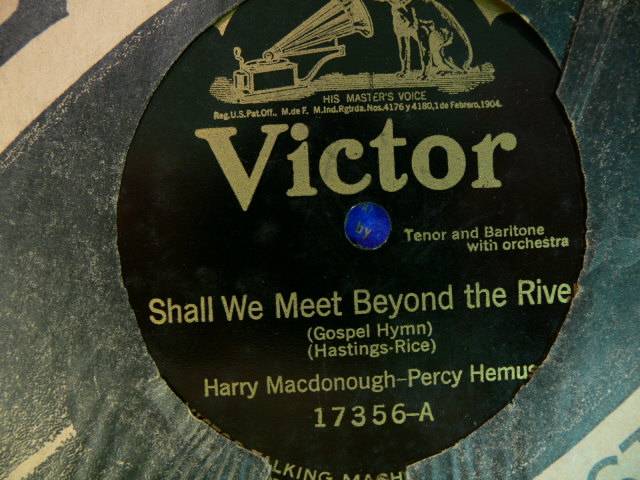 HIS MASTER'S VOICE
Reg.U.S.Pat.Off., M.de F. M.Ind.Rgtrda.Nos.4176 y 4180,1 de Febrero,1904.
Victor
by
Tenor and Baritone
with orchestra
Shall We Meet Beyond the Rive
(Gospel Hymn)
(Hastings-Rice)
Harry Macdonough-Percy Hemus
17356-A
ALKING MACH